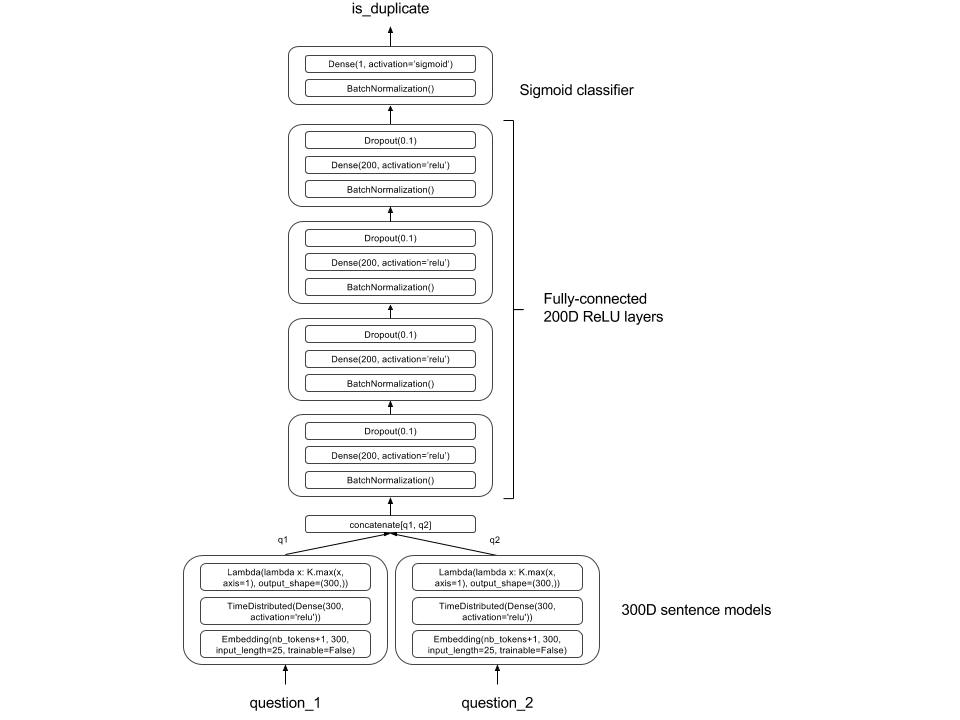 is_duplicate
Dense(1, activation='sigmoid')
BatchNormalization()
Sigmoid classifier
Dropout(0.1)
Dense(200, activation='relu')
BatchNormalization()
Dropout(0.1)
Dense(200, activation='relu')
BatchNormalization()
Fully-connected
200D ReLU layers
Dropout(0.1)
Dense(200, activation='relu')
BatchNormalization()
Dropout(0.1)
Dense(200, activation='relu')
BatchNormalization()
concatenate[q1, q2]
q1
q2
Lambda(lambda x: K.max(x,
axis=1), output_shape=(300,))
TimeDistributed(Dense(300,
activation='relu'))
Embedding(nb_tokens+1, 300,
input_length=25, trainable=False)
Lambda(lambda x: K.max(x,
axis=1), output_shape=(300,))
TimeDistributed(Dense(300,
activation='relu'))
Embedding(nb_tokens+1, 300,
input_length=25, trainable=False)
300D sentence models
question_1
question_2